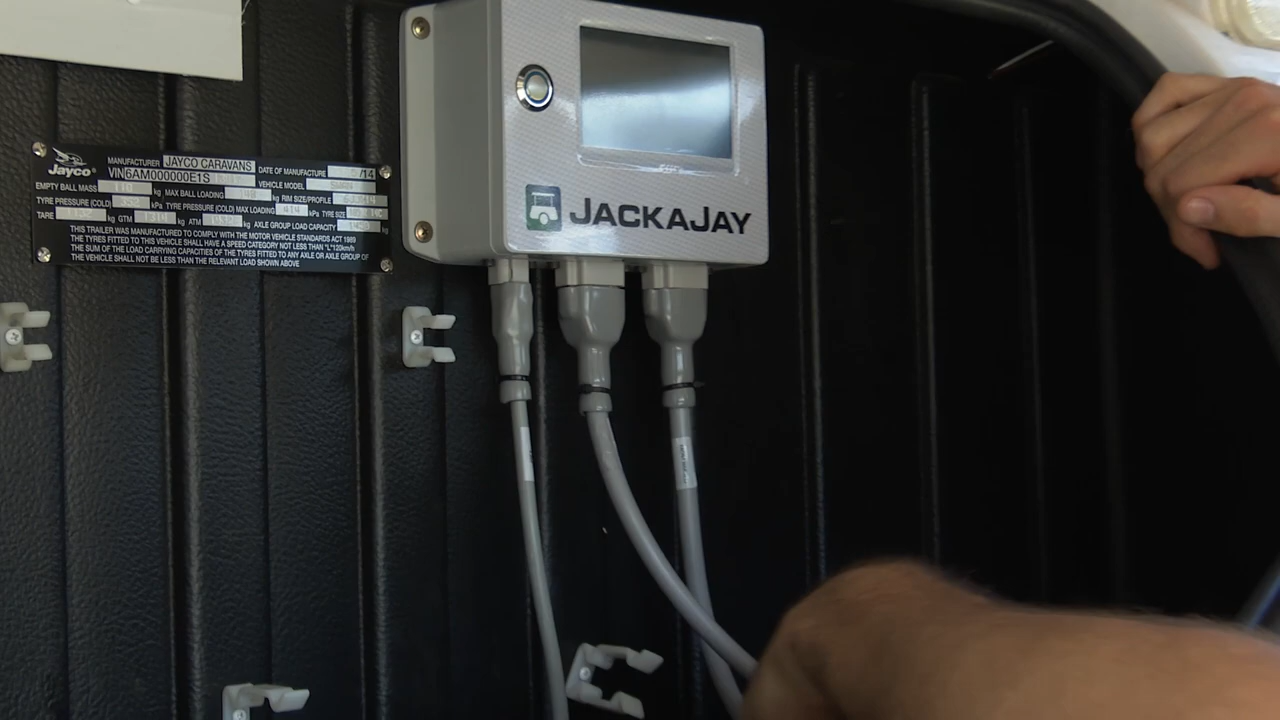 Jayco
MANUFACTURER JAYCO CARAVANS
VIN 6AM000000E1S DATE OF MANUFACTURE /14
EMPTY BALL MASS 110 kg MAX BALL LOADING kg VEHICLE MODEL
TYRE PRESSURE (COLD) kPa TYRE PRESSURE (COLD) MAX LOADING kPa RIM SIZE/PROFILE
TARE kg GTM kg ATM kg TYRE SIZE
AXLE GROUP LOAD CAPACITY kg
THIS TRAILER WAS MANUFACTURED TO COMPLY WITH THE MOTOR VEHICLE STANDARDS ACT 1989
THE TYRES FITTED TO THIS VEHICLE SHALL HAVE A SPEED CATEGORY NOT LESS THAN "L"120km/h
THE SUM OF THE LOAD CARRYING CAPACITIES OF THE TYRES FITTED TO ANY AXLE OR AXLE GROUP OF
THE VEHICLE SHALL NOT BE LESS THAN THE RELEVANT LOAD SHOWN ABOVE
JACKAJAY